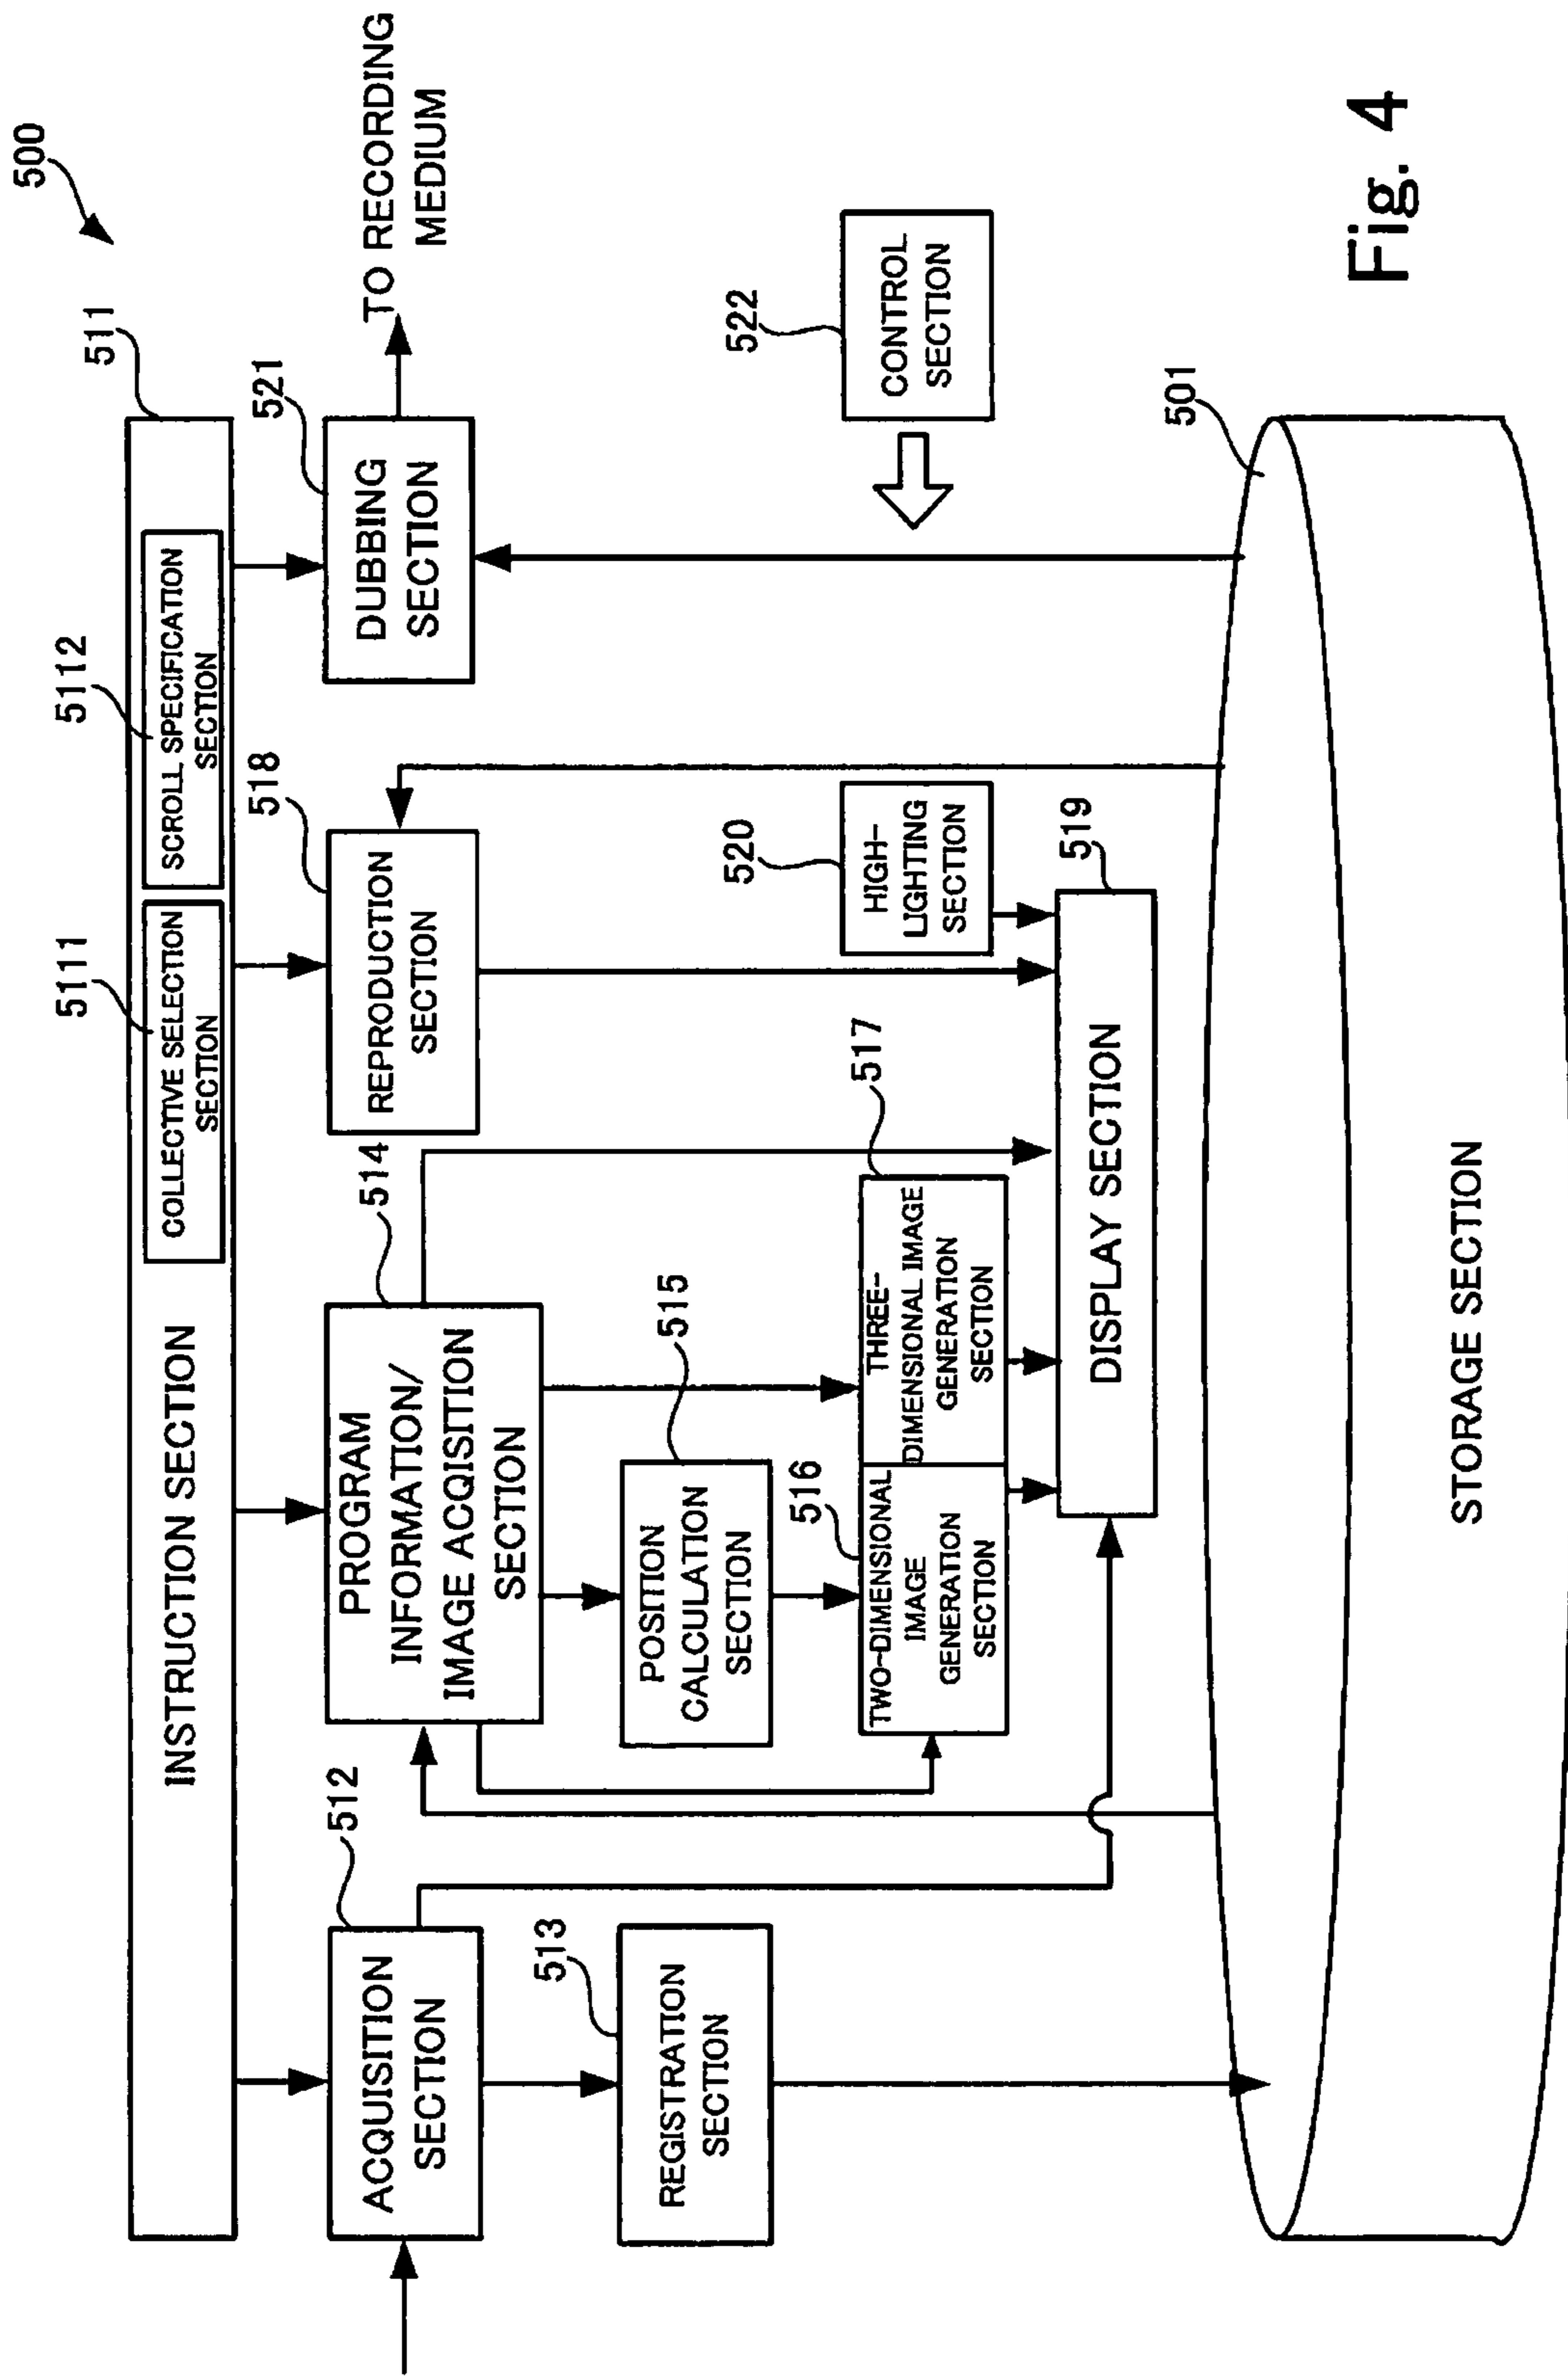 500
511
INSTRUCTION SECTION
5111
COLLECTIVE SELECTION
SECTION
5112
SCROLL SPECIFICATION
SECTION
512
ACQUISITION
SECTION
514
PROGRAM
INFORMATION/
IMAGE ACQISITION
SECTION
518
REPRODUCTION
SECTION
521
DUBBING
SECTION
TO RECORDING
MEDIUM
513
REGISTRATION
SECTION
515
POSITION
CALCULATION
SECTION
516
TWO-DIMENSIONAL
IMAGE
GENERATION
SECTION
517
THREE-
DIMENSIONAL IMAGE
GENERATION
SECTION
520
HIGH-
LIGHTING
SECTION
522
CONTROL
SECTION
519
DISPLAY SECTION
501
STORAGE SECTION
Fig. 4